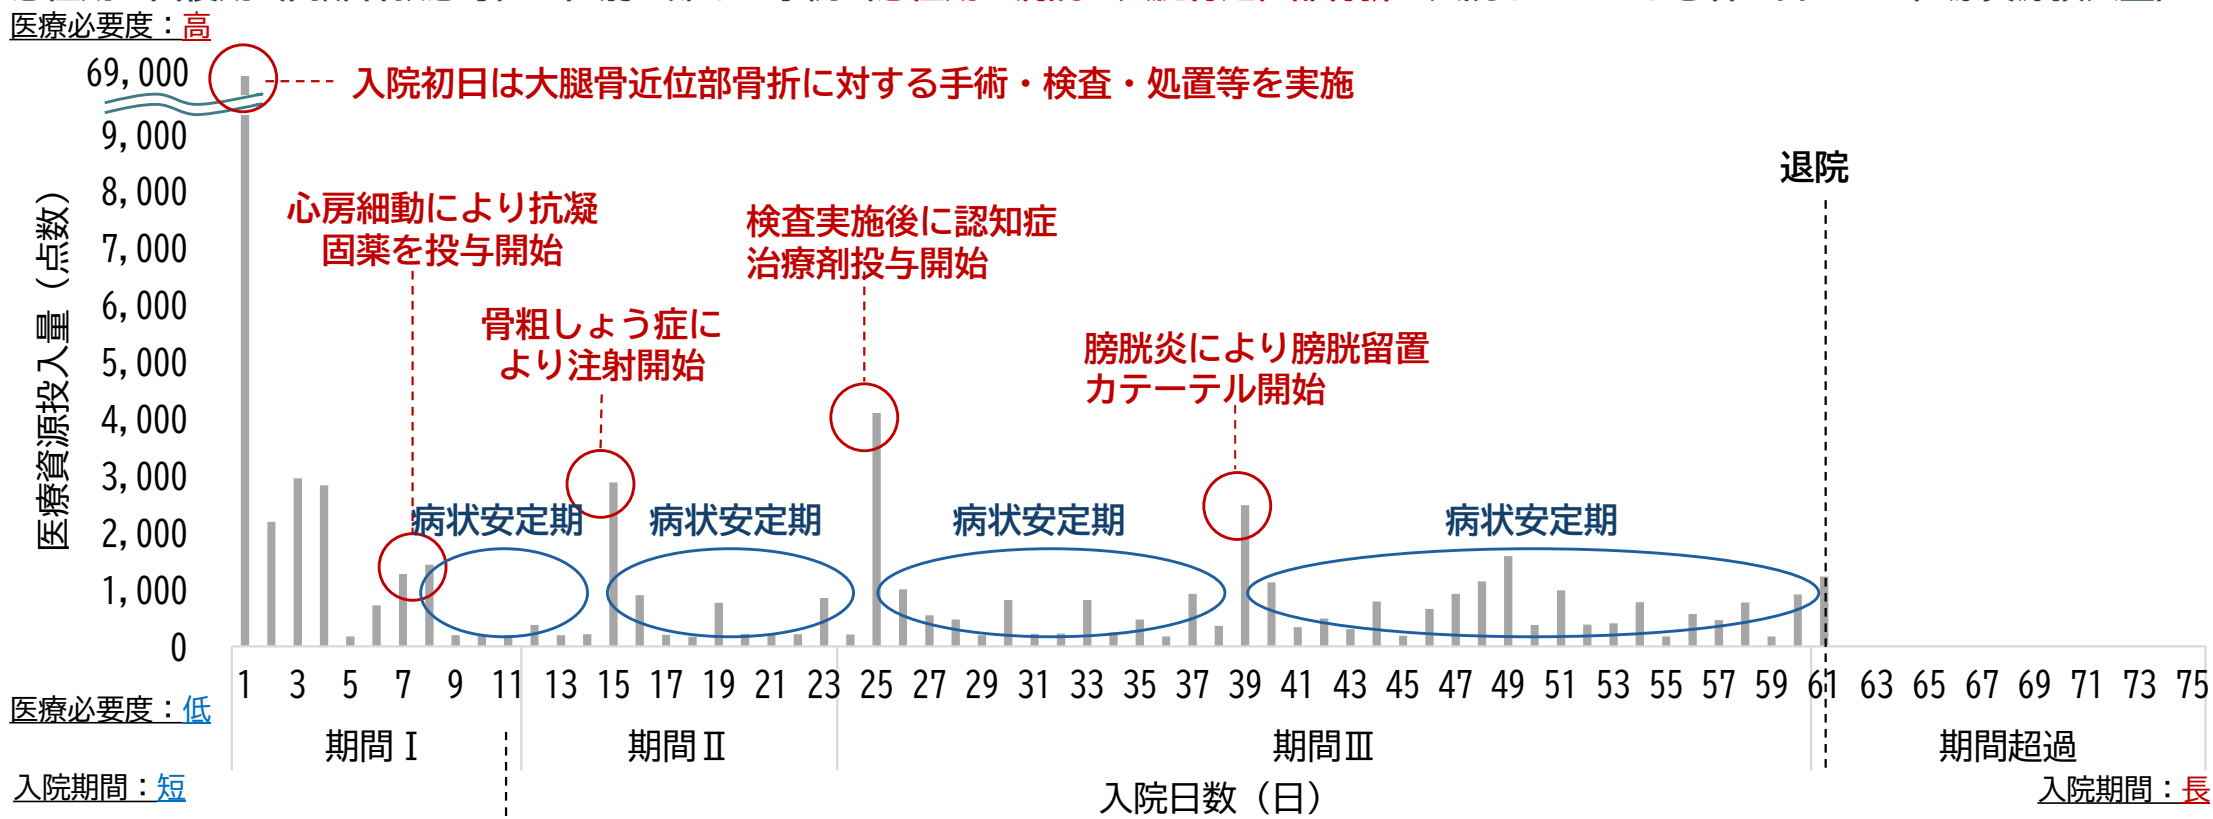 医療必要度：高
69,000
入院初日は大腿骨近位部骨折に対する手術・検査・処置等を実施
9,000
8,000
7,000
6,000
5,000
4,000
3,000
2,000
1,000
0
医療資源投入量（点数）
退院
心房細動により抗凝
固薬を投与開始
検査実施後に認知症
治療剤投与開始
骨粗しょう症に
より注射開始
膀胱炎により膀胱留置
カテーテル開始
病状安定期
病状安定期
病状安定期
病状安定期
1 3 5 7 9 11 13 15 17 19 21 23 25 27 29 31 33 35 37 39 41 43 45 47 49 51 53 55 57 59 61 63 65 67 69 71 73 75
医療必要度：低
期間Ⅰ 期間Ⅱ 期間Ⅲ 期間超過
入院期間：短
入院日数（日）
入院期間：長